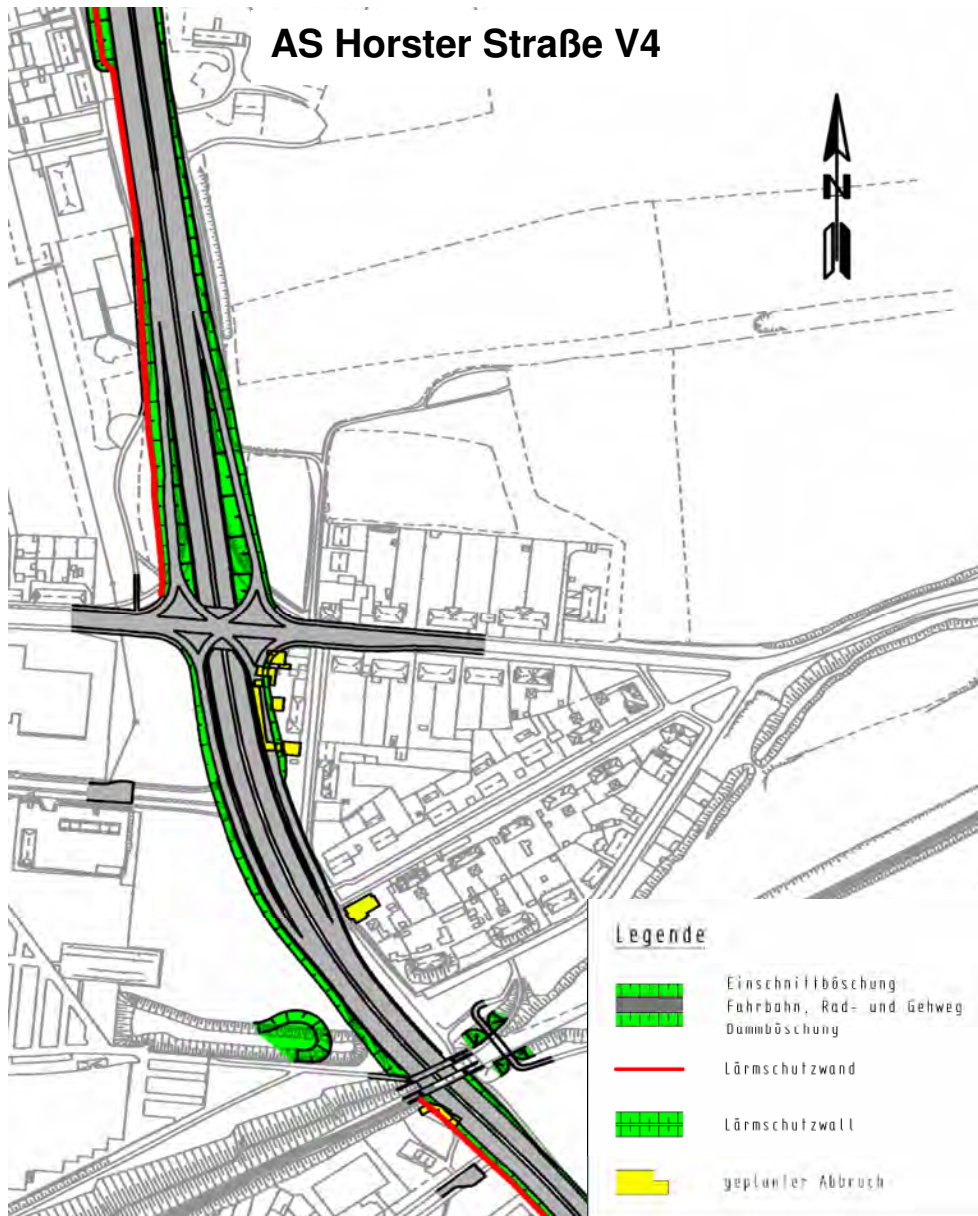 AS Horster Straße V4
N
Legende
Einschnittböschung
Fahrbahn, Rad- und Gehweg
Dammböschung
Lärmschutzwand
Lärmschutzwall
geplanter Abbruch